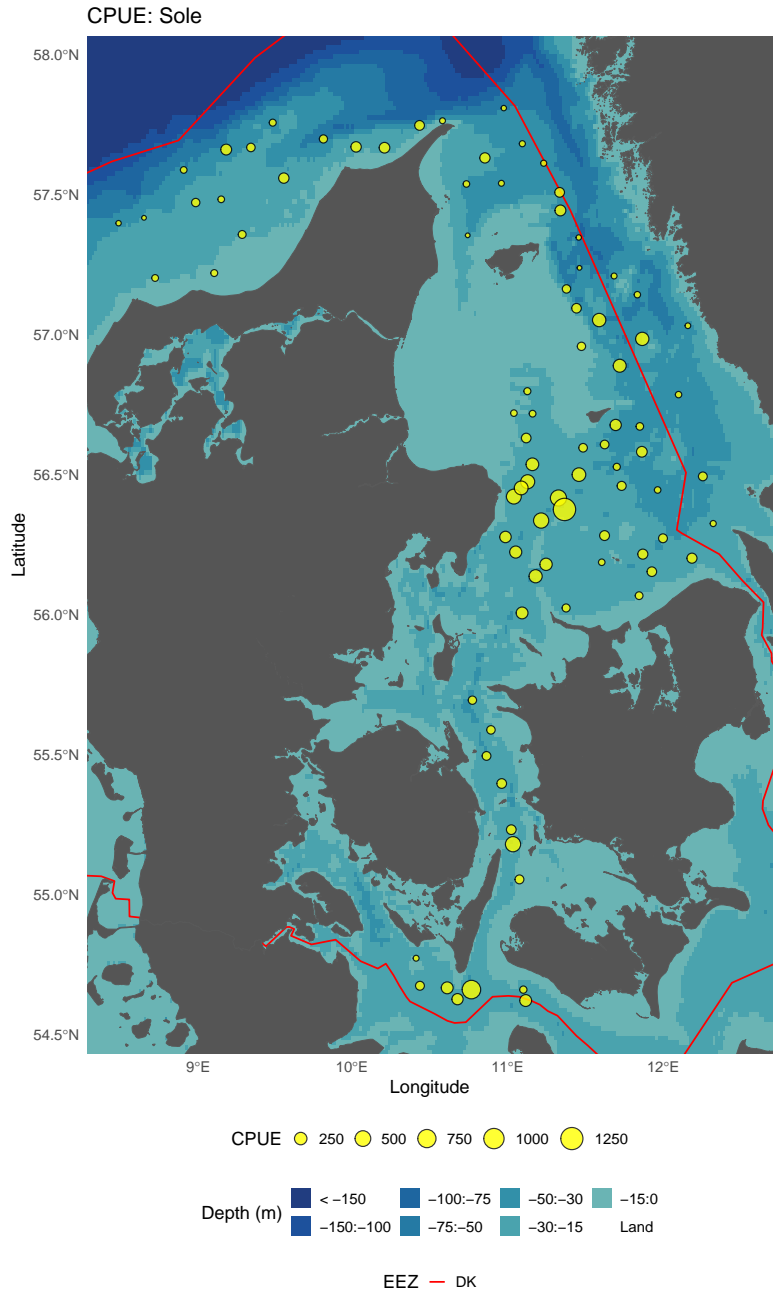 CPUE: Sole
58.0°N
57.5°N
57.0°N
56.5°N
56.0°N
55.5°N
55.0°N
54.5°N
Latitude
9°E 10°E 11°E 12°E
Longitude
CPUE 250 500 750 1000 1250
Depth (m)
< −150 −100:−75 −50:−30 −15:0
−150:−100 −75:−50 −30:−15 Land
EEZ DK